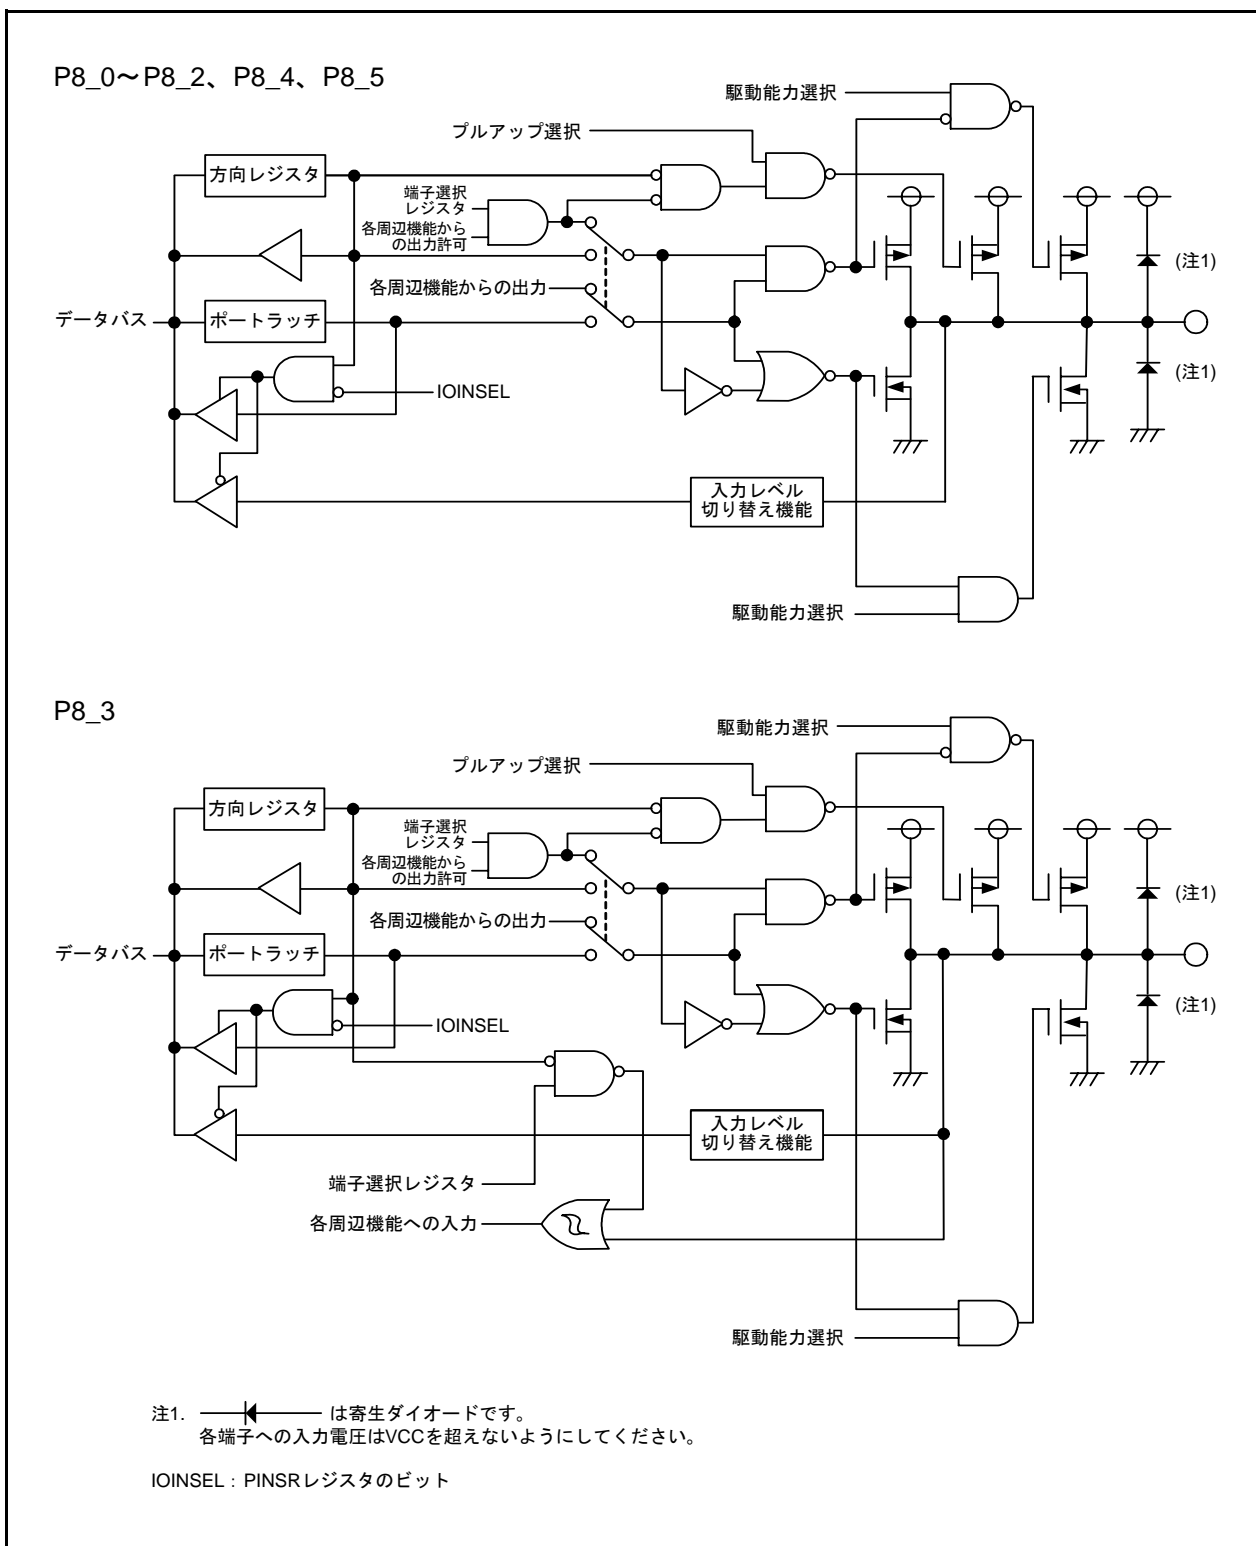 P8_0～P8_2、P8_4、P8_5
駆動能力選択
プルアップ選択
方向レジスタ
端子選択
レジスタ
各周辺機能から
の出力許可
(注1)
各周辺機能からの出力
データバス
ポートラッチ
(注1)
IOINSEL
入力レベル
切り替え機能
駆動能力選択
P8_3
駆動能力選択
プルアップ選択
方向レジスタ
端子選択
レジスタ
各周辺機能から
の出力許可
(注1)
各周辺機能からの出力
データバス
ポートラッチ
(注1)
IOINSEL
入力レベル
切り替え機能
端子選択レジスタ
各周辺機能への入力
駆動能力選択
注1. は寄生ダイオードです。
各端子への入力電圧はVCCを超えないようにしてください。
IOINSEL：PINSRレジスタのビット